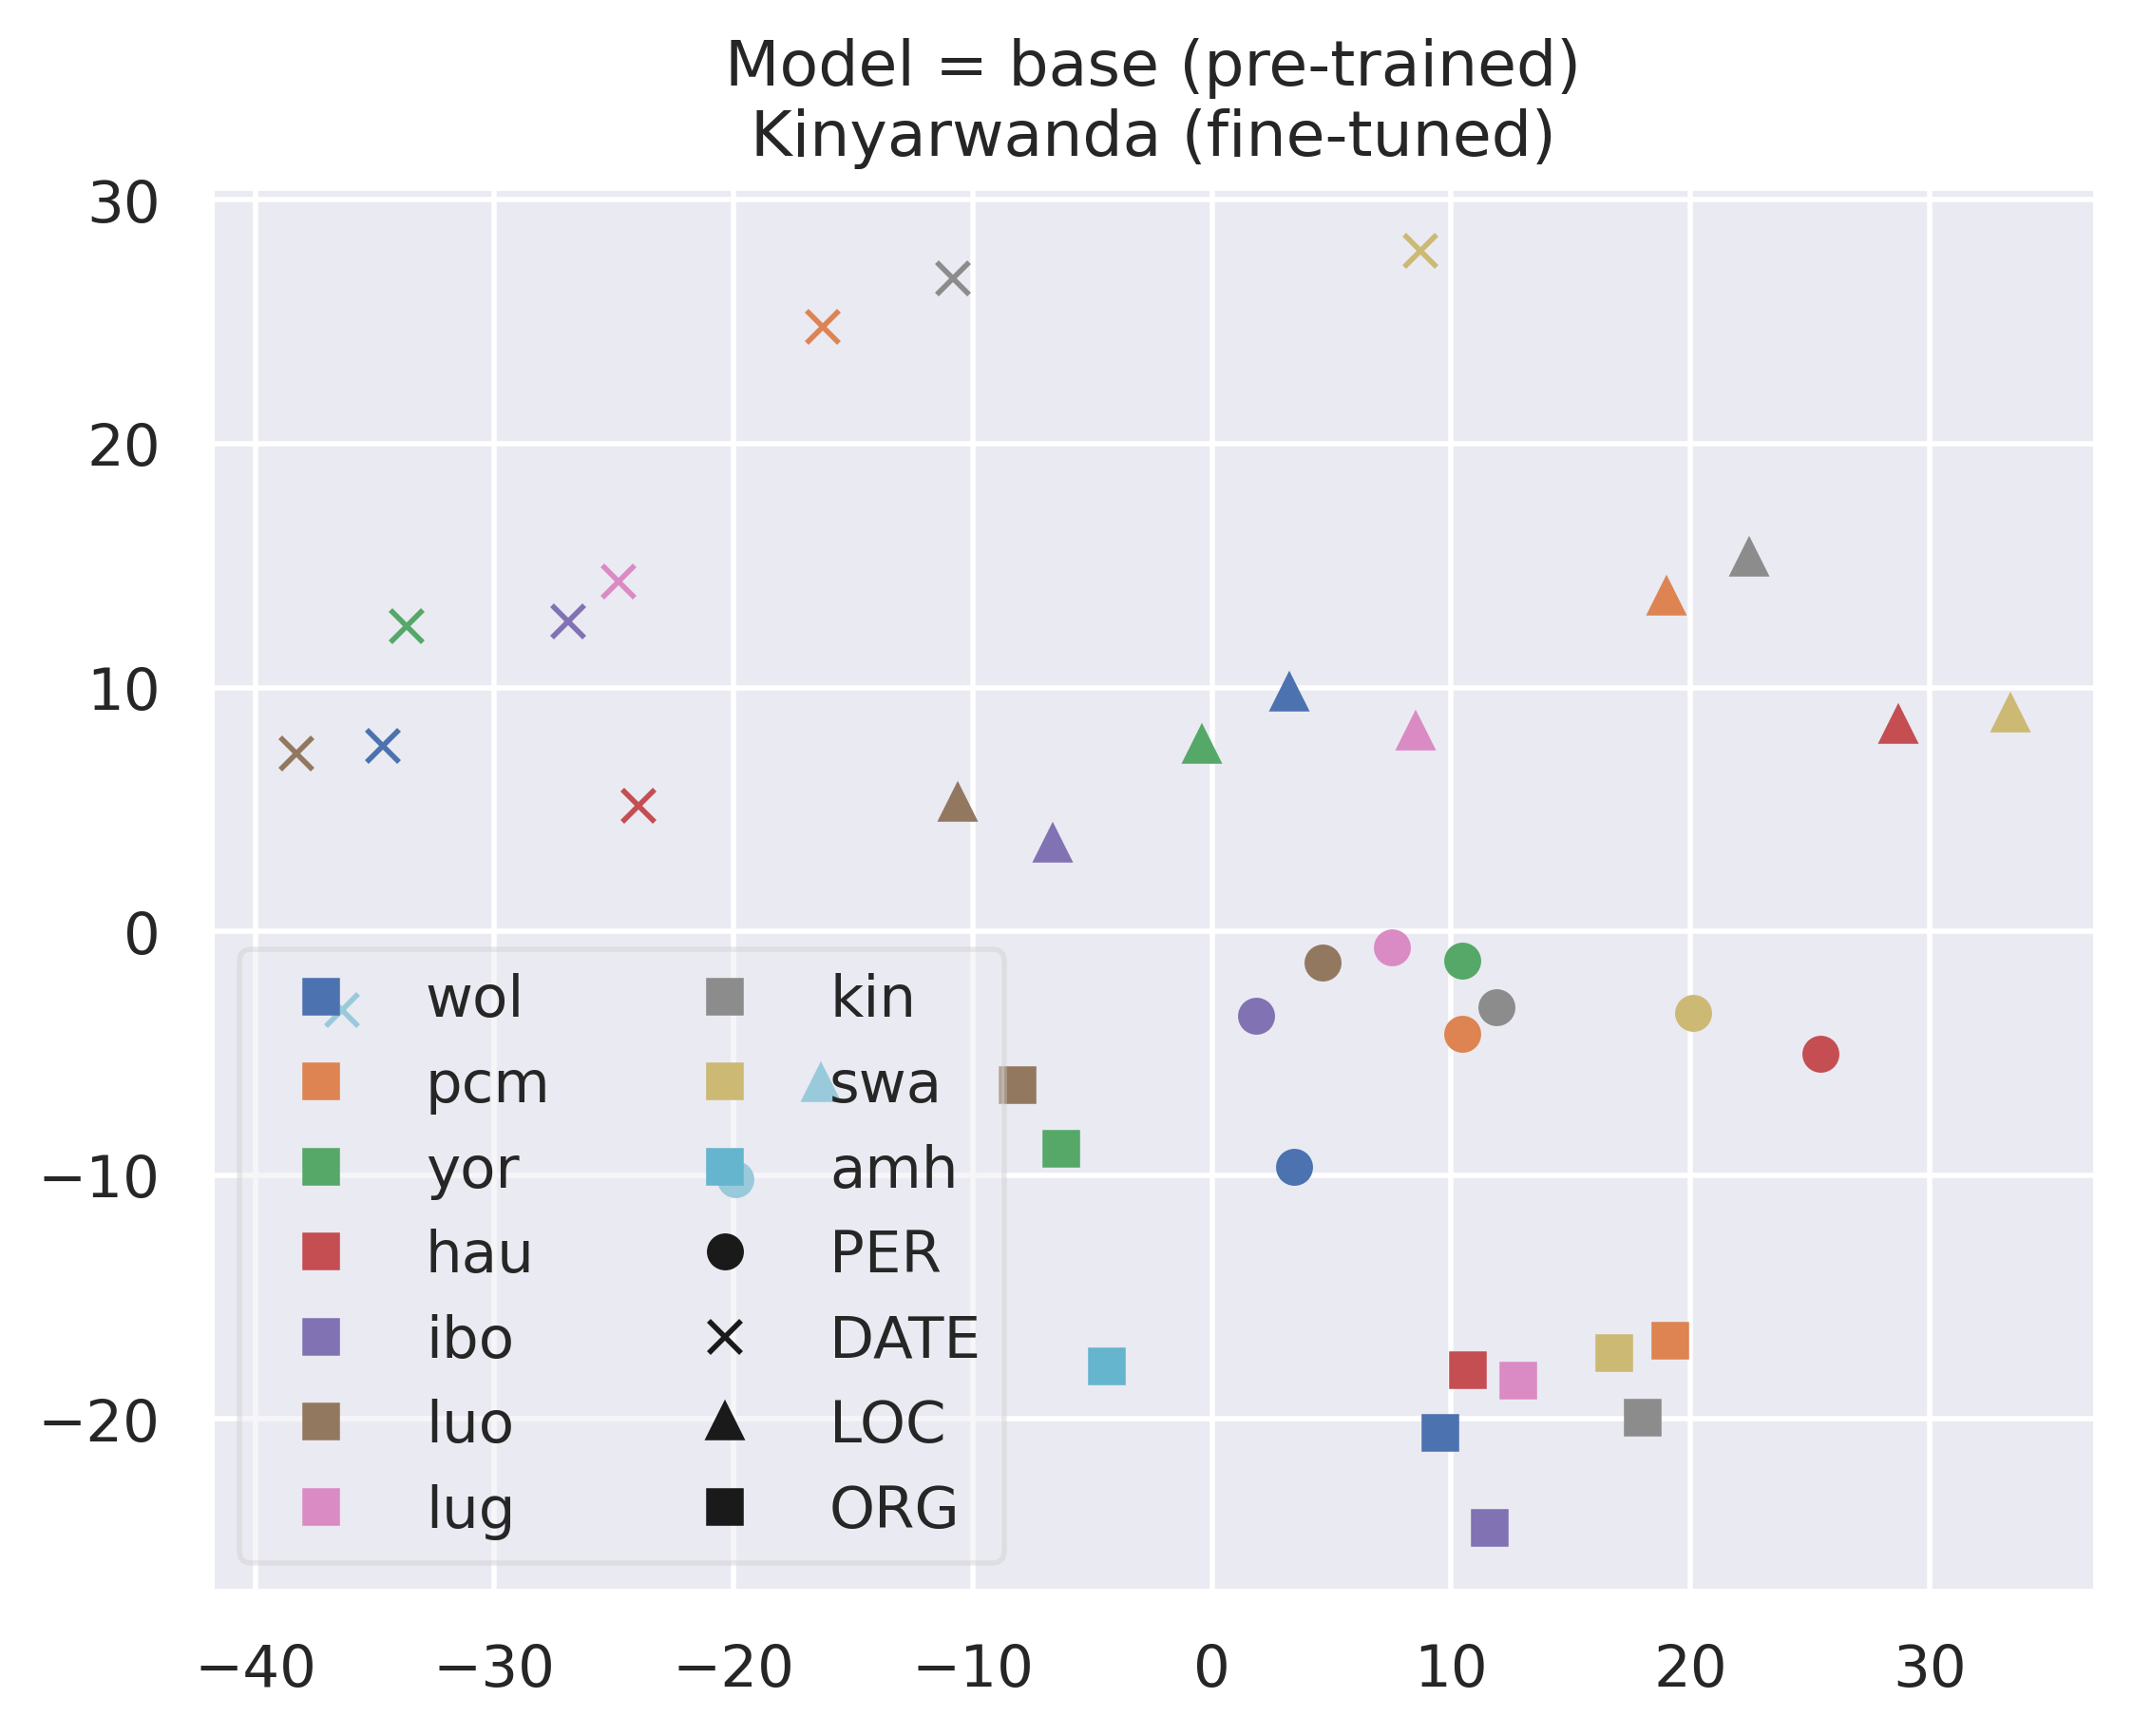 Model = base (pre-trained)
Kinyarwanda (fine-tuned)
30
20
10
0
−10
−20
wol
pcm
yor
hau
ibo
luo
lug
kin
swa
amh
PER
DATE
LOC
ORG
−40 −30 −20 −10 0 10 20 30